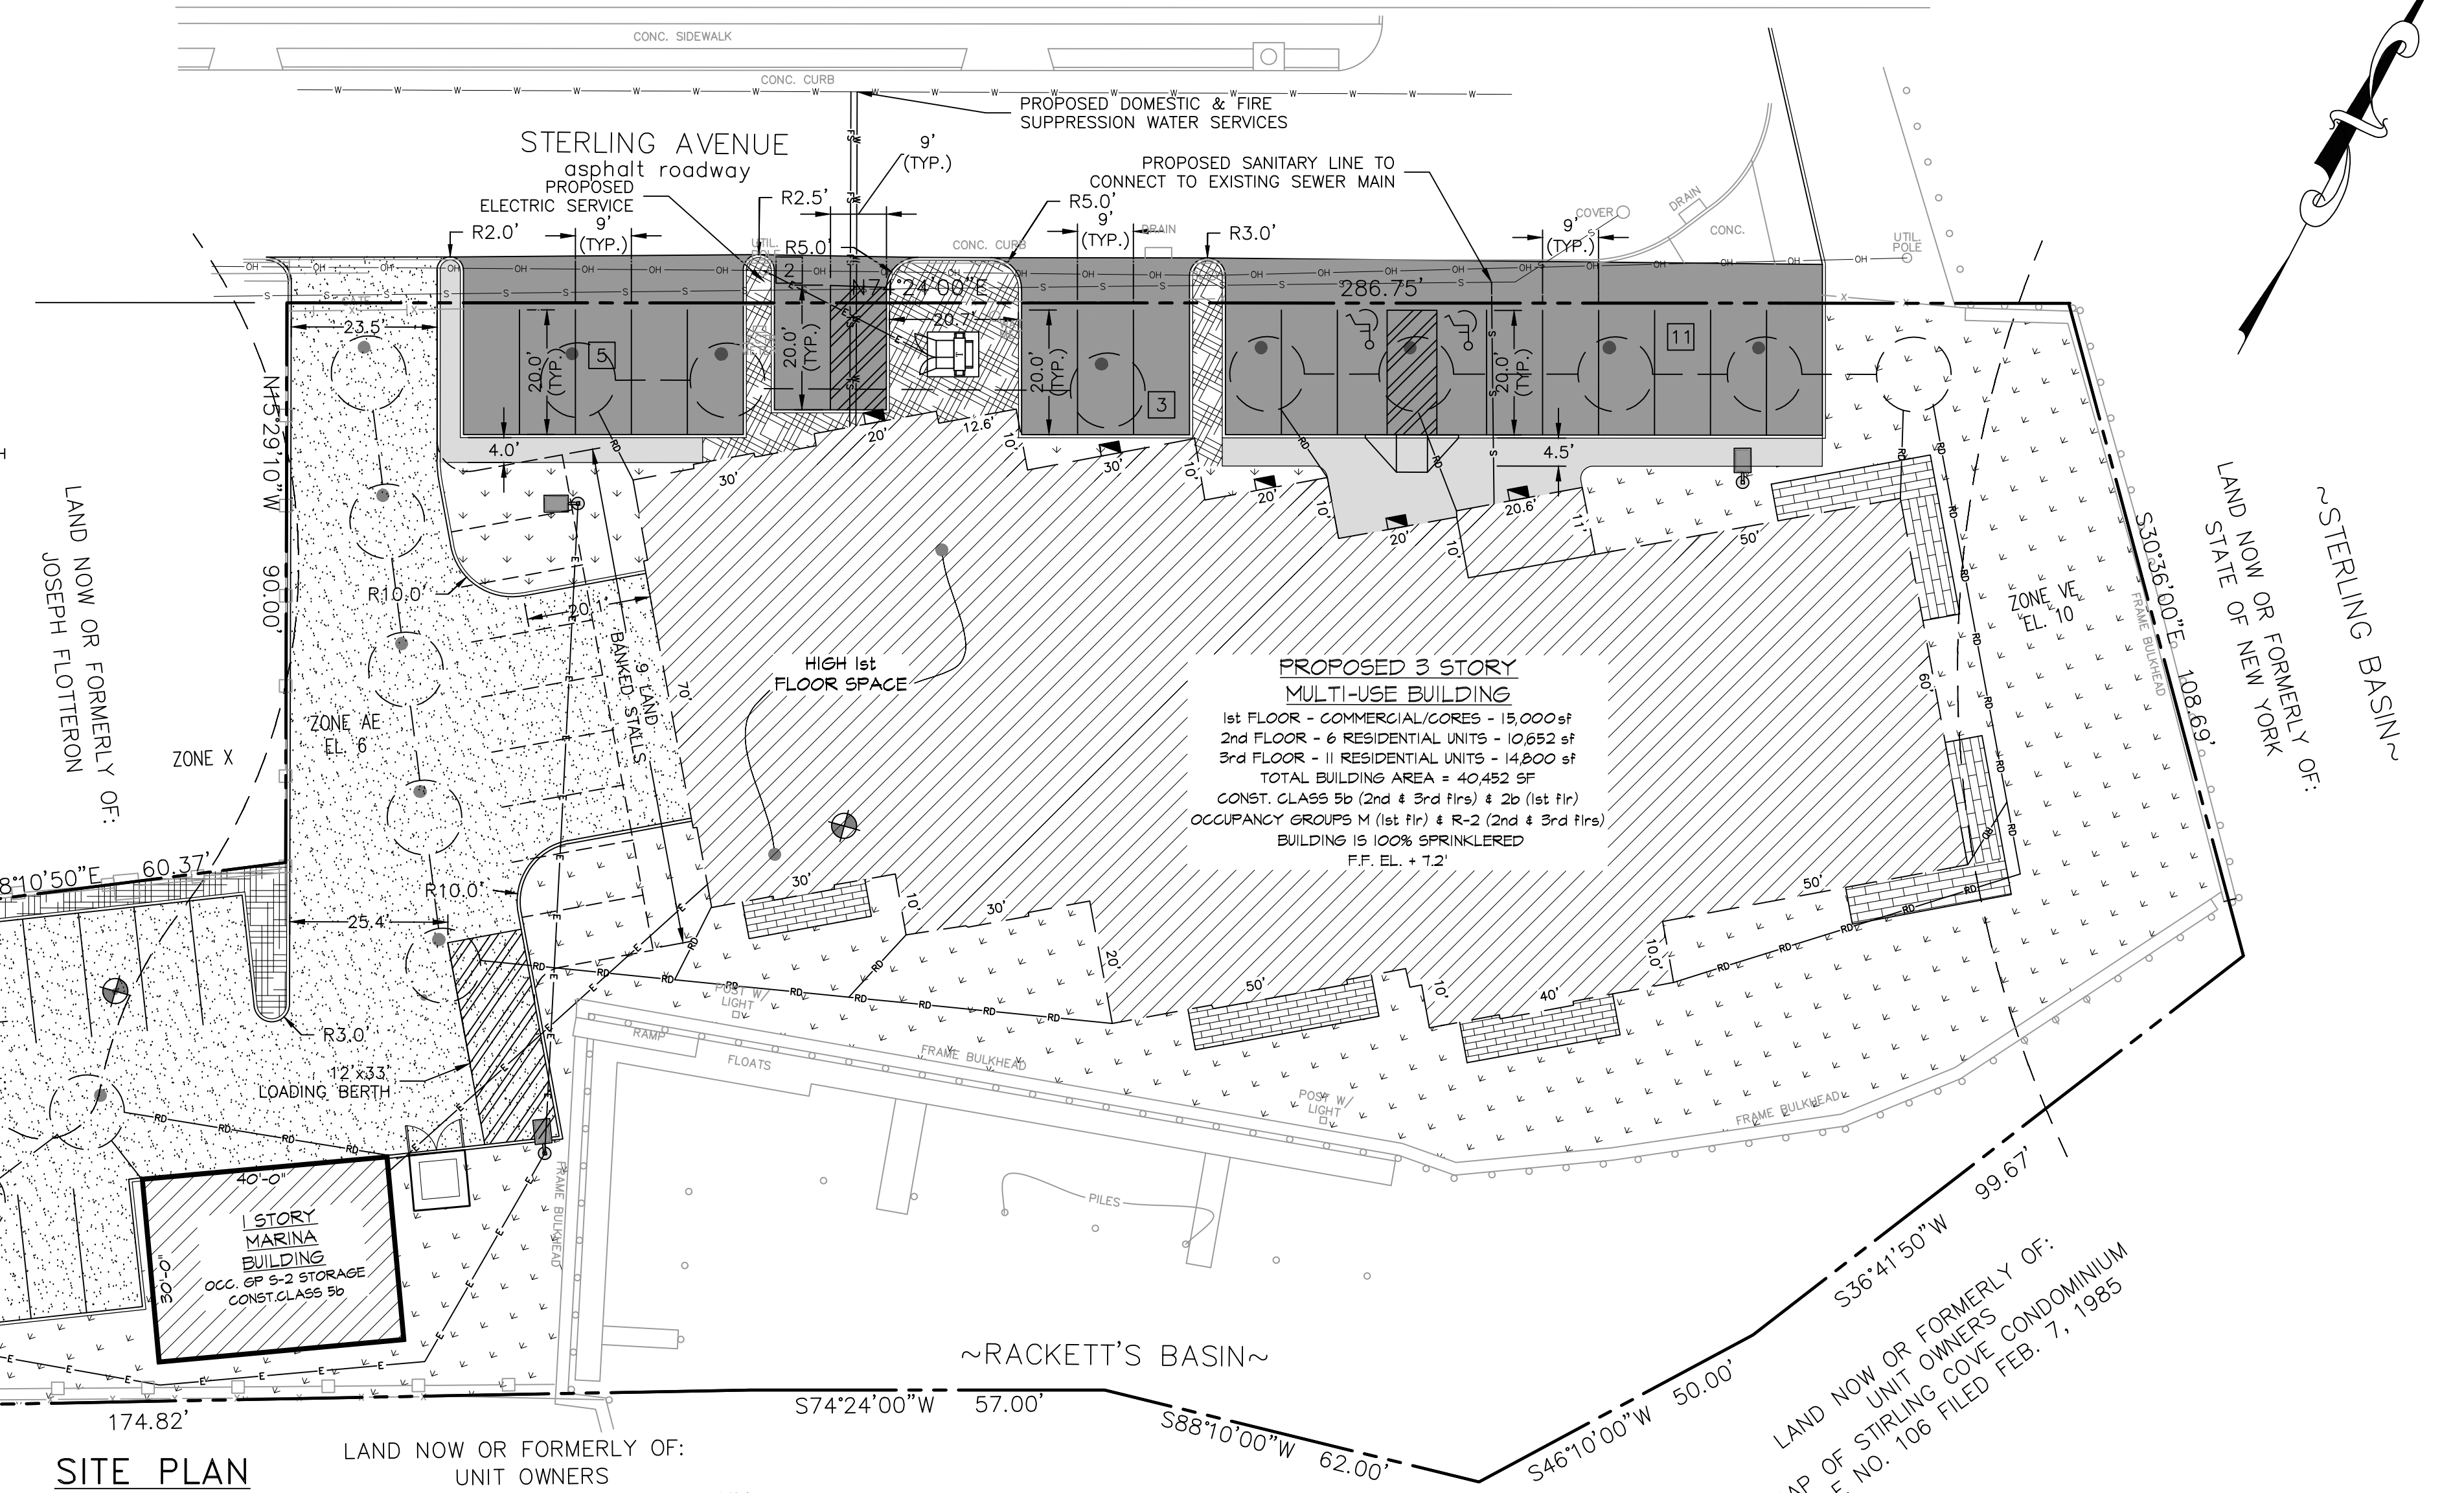 CONC. SIDEWALK
CONC. CURB
PROPOSED DOMESTIC & FIRE
SUPPRESSION WATER SERVICES
STERLING AVENUE
asphalt roadway
PROPOSED
ELECTRIC SERVICE
9'
(TYP.)
PROPOSED SANITARY LINE TO
CONNECT TO EXISTING SEWER MAIN
R2.0'
9'
(TYP.)
R2.5'
R5.0'
R5.0'
9'
(TYP.)
R3.0'
9'
(TYP.)
UTIL.
POLE
CONC. CURB
DRAIN
COVER
DRAIN
CONC.
UTIL.
POLE
N74°24'00"E
286.75'
23.5'
20.7'
20.0'
(TYP.)
5
2
20.0'
(TYP.)
T
20.0'
(TYP.)
3
20.0'
(TYP.)
11
4.0'
4.5'
30'
20'
12.6'
10'
30'
10'
20'
10'
20'
10'
20.6'
11'
50'
N15°29'10"W
90.00'
LAND NOW OR FORMERLY OF:
JOSEPH FLOTTERON
R10.0'
20.1'
9 LAND
BANKED STALLS
70'
HIGH 1st
FLOOR SPACE
PROPOSED 3 STORY
MULTI-USE BUILDING
1st FLOOR - COMMERCIAL/CORES - 15,000 sf
2nd FLOOR - 6 RESIDENTIAL UNITS - 10,652 sf
3rd FLOOR - 11 RESIDENTIAL UNITS - 14,800 sf
TOTAL BUILDING AREA = 40,452 SF
CONST. CLASS 5b (2nd & 3rd flrs) & 2b (1st flr)
OCCUPANCY GROUPS M (1st flr) & R-2 (2nd & 3rd flrs)
BUILDING IS 100% SPRINKLERED
F.F. EL. + 7.2'
60'
ZONE VE
EL. 10
S30°36'00"E
108.69'
FRAME BULKHEAD
LAND NOW OR FORMERLY OF:
STATE OF NEW YORK
~STERLING BASIN~
ZONE AE
EL. 6
ZONE X
8°10'50"E
60.37'
R10.0'
25.4'
R3.0'
12'x33'
LOADING BERTH
30'
10'
30'
20'
50'
10'
40'
10.0'
50'
POST W/
LIGHT
RAMP
FLOATS
FRAME BULKHEAD
POST W/
LIGHT
FRAME BULKHEAD
FRAME BULKHEAD
PILES
40'-0"
30'-0"
1 STORY
MARINA
BUILDING
OCC. GP S-2 STORAGE
CONST.CLASS 5b
~RACKETT'S BASIN~
174.82'
S74°24'00"W
57.00'
S88°10'00"W
62.00'
S46°10'00"W
50.00'
S36°41'50"W
99.67'
LAND NOW OR FORMERLY OF:
UNIT OWNERS
AP OF STIRLING COVE CONDOMINIUM
E. NO. 106 FILED FEB. 7, 1985
SITE PLAN
LAND NOW OR FORMERLY OF:
UNIT OWNERS